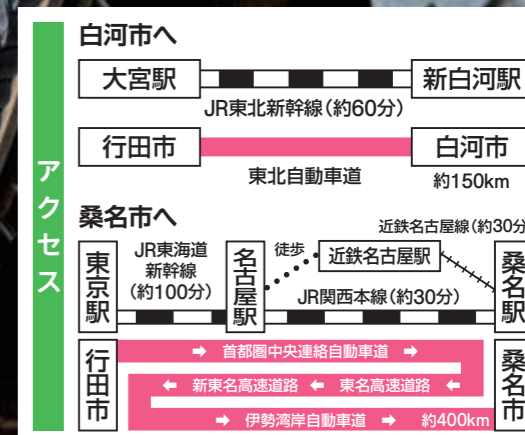 アクセス
白河市へ
大宮駅
新白河駅
JR東北新幹線(約60分)
行田市
白河市
東北自動車道
約150km
桑名市へ
近鉄名古屋線(約30分
東京駅
JR東海道
新幹線
(約100分)
名古屋駅
徒歩
近鉄名古屋駅
桑名駅
JR関西本線(約30分)
行田市
➡ 首都圏中央連絡自動車道 ➡
⬅ 新東名高速道路 ⬅ 東名高速道路 ⬅
➡ 伊勢湾岸自動車道 ➡ 約400km
桑名市